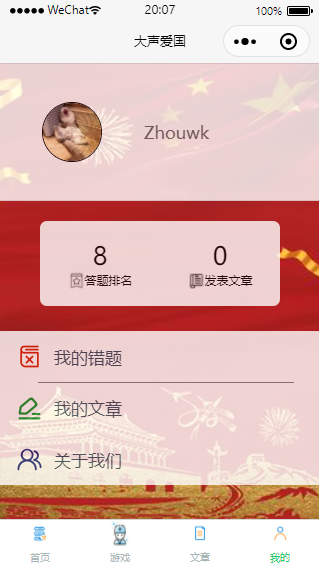 WeChat 20:07 100%
大声爱国
Zhouwk
8 0
答题排名 发表文章
我的错题
我的文章
关于我们
首页 游戏 文章 我的